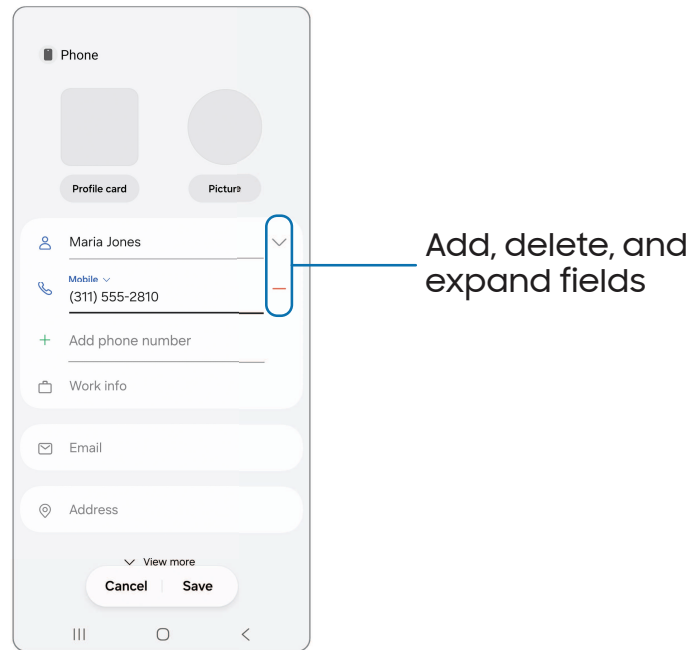 Phone
Profile card
Picture
Maria Jones
Mobile
(311) 555-2810
Add phone number
Work info
Email
Address
View more
Cancel
Save
Add, delete, and
expand fields